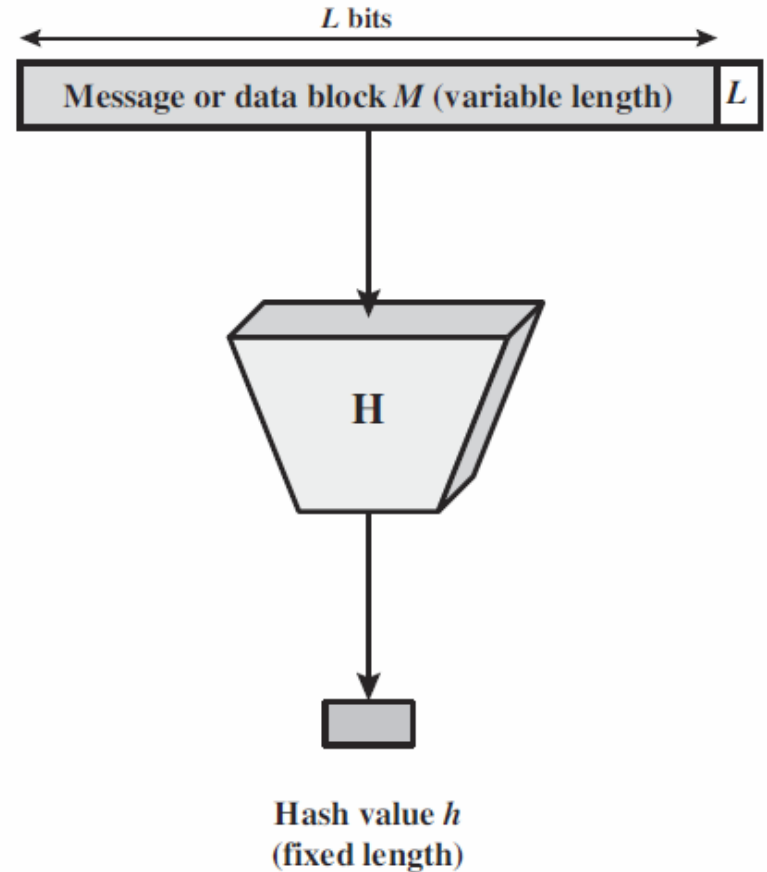 L bits
Message or data block M (variable length) L
H
Hash value h
(fixed length)